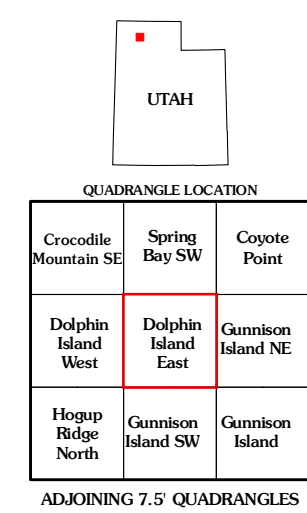 UTAH
QUADRANGLE LOCATION
Crocodile
Mountain SE
Spring
Bay SW
Coyote
Point
Dolphin
Island
West
Dolphin
Island
East
Gunnison
Island NE
Hogup
Ridge
North
Gunnison
Island SW
Gunnison
Island
ADJOINING 7.5' QUADRANGLES